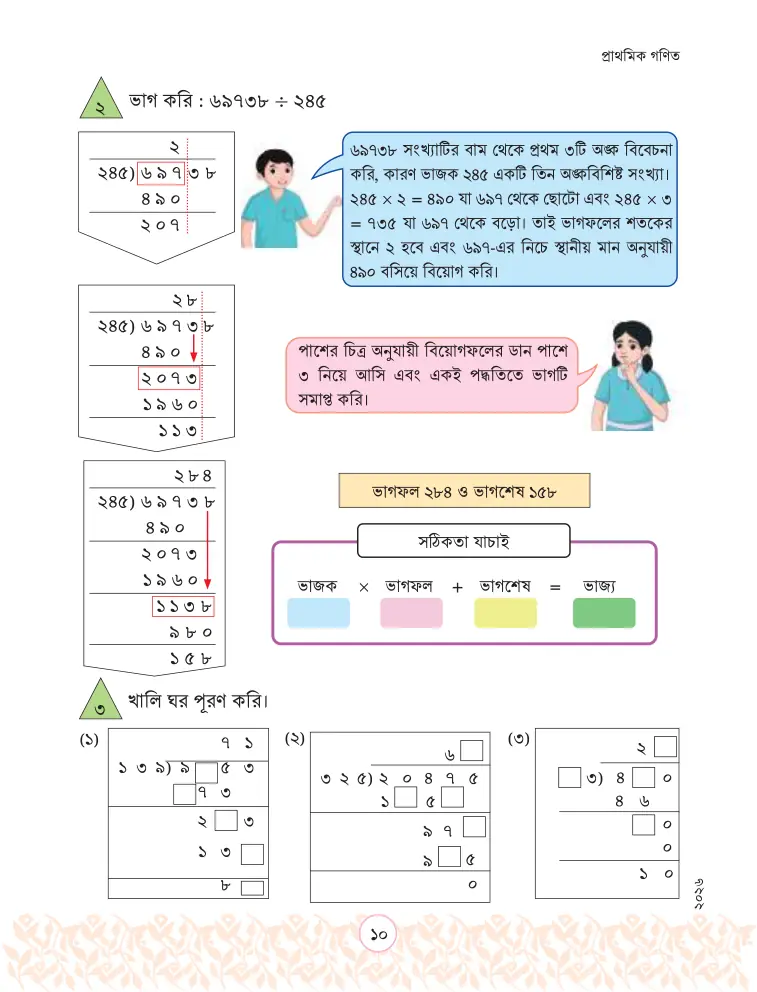 প্রাথমিক গণিত
২ ভাগ করি : ৬৯৭৩৮ ÷ ২৪৫
২
২৪৫) ৬ ৯ ৭ ৩ ৮
৪ ৯ ০
২ ০ ৭
৬৯৭৩৮ সংখ্যাটির বাম থেকে প্রথম ৩টি অঙ্ক বিবেচনা
করি, কারণ ভাজক ২৪৫ একটি তিন অঙ্কবিশিষ্ট সংখ্যা।
২৪৫ × ২ = ৪৯০ যা ৬৯৭ থেকে ছোটো এবং ২৪৫ × ৩
= ৭৩৫ যা ৬৯৭ থেকে বড়ো। তাই ভাগফলের শতকের
স্থানে ২ হবে এবং ৬৯৭-এর নিচে স্থানীয় মান অনুযায়ী
৪৯০ বসিয়ে বিয়োগ করি।
২ ৮
২৪৫) ৬ ৯ ৭ ৩ ৮
৪ ৯ ০
২ ০ ৭ ৩
১ ৯ ৬ ০
১ ১ ৩
পাশের চিত্র অনুযায়ী বিয়োগফলের ডান পাশে
৩ নিয়ে আসি এবং একই পদ্ধতিতে ভাগটি
সমাপ্ত করি।
২ ৮ ৪
২৪৫) ৬ ৯ ৭ ৩ ৮
৪ ৯ ০
২ ০ ৭ ৩
১ ৯ ৬ ০
১ ১ ৩ ৮
৯ ৮ ০
১ ৫ ৮
ভাগফল ২৮৪ ও ভাগশেষ ১৫৮
সঠিকতা যাচাই
ভাজক × ভাগফল + ভাগশেষ = ভাজ্য
৩ খালি ঘর পূরণ করি।
(১)
৭ ১
১ ৩ ৯) ৯ ৫ ৩
৭ ৩
২ ৩
১ ৩
৮
(২)
৬
৩ ২ ৫) ২ ০ ৪ ৭ ৫
১ ৫
৯ ৭
৯ ৫
০
(৩)
২
৩) ৪ ০
৪ ৬
০
০
১ ০
২০২৬
১০